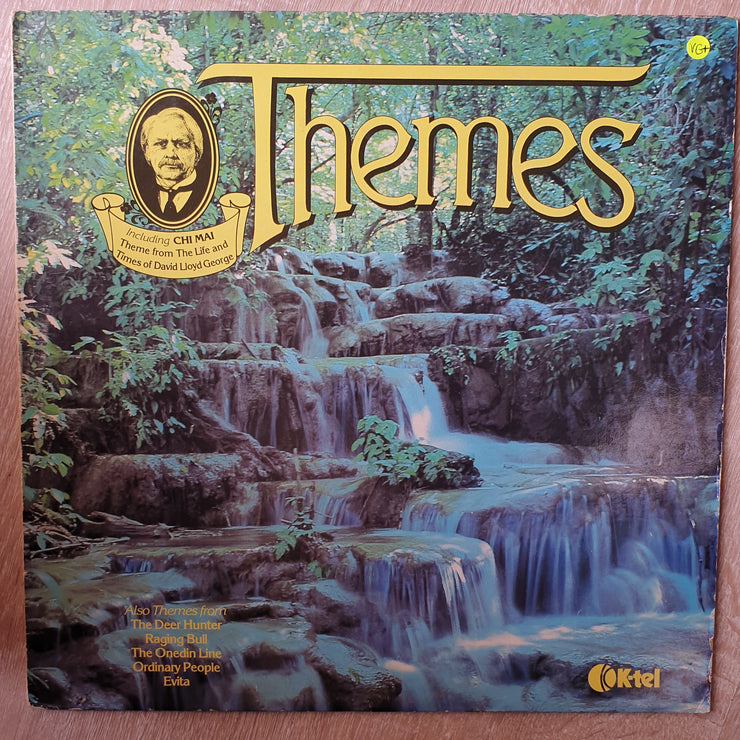 VG+
Themes
Including CHI MAI
Theme from The Life and
Times of David Lloyd George
Also Themes from
The Deer Hunter
Raging Bull
The Onedin Line
Ordinary People
Evita
K-tel